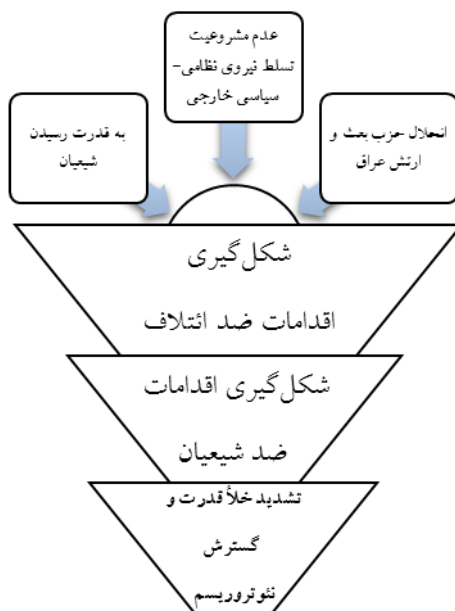 عدم مشروعیت
تسلط نیروی نظامی-
سیاسی خارجی
انحلال حزب بعث و
ارتش عراق
به قدرت رسیدن
شیعیان
شکل‌گیری
اقدامات ضد ائتلاف
شکل‌گیری اقدامات
ضد شیعیان
تشدید خلأ قدرت و
گسترش
نئوتروریسم